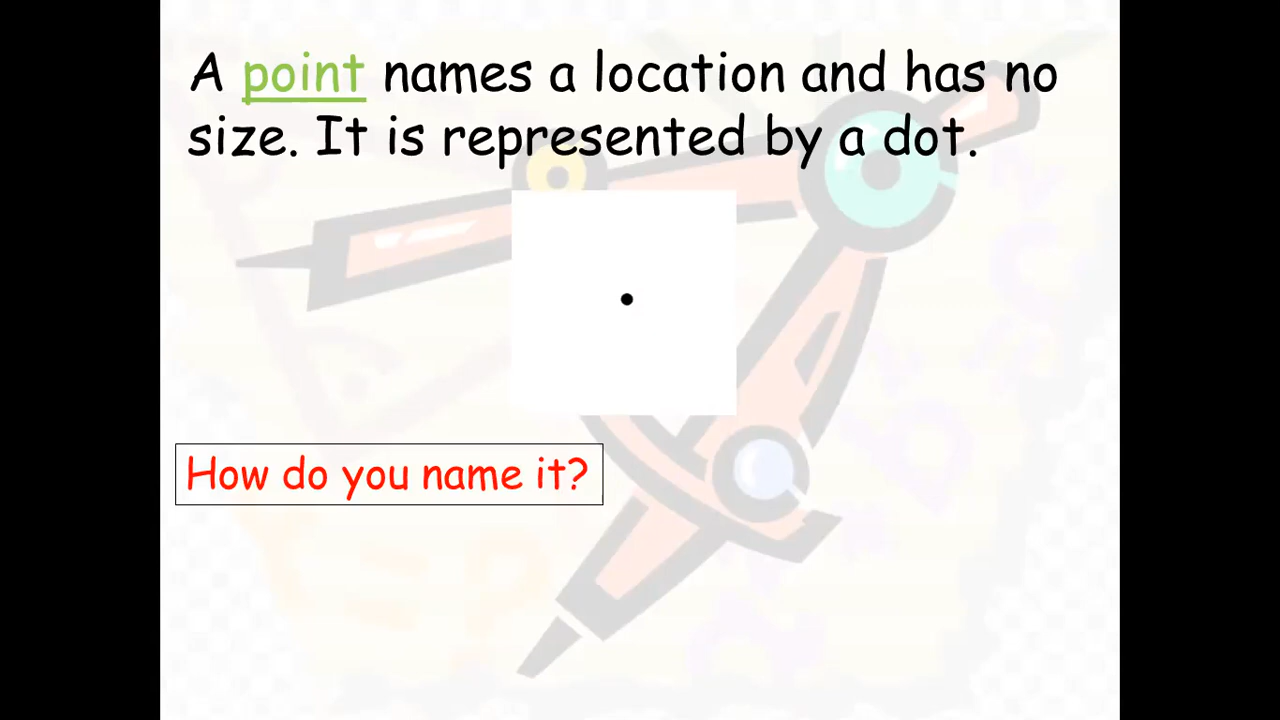 A point names a location and has no
size. It is represented by a dot.
How do you name it?